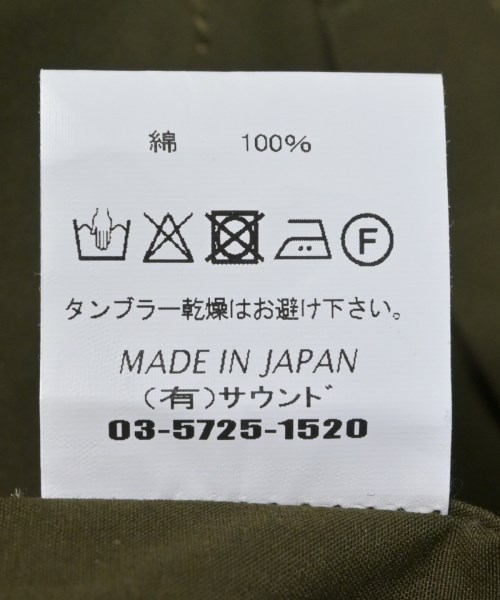 綿 100%
F
タンブラー乾燥はお避け下さい。
MADE IN JAPAN
(有)サウンド
03-5725-1520